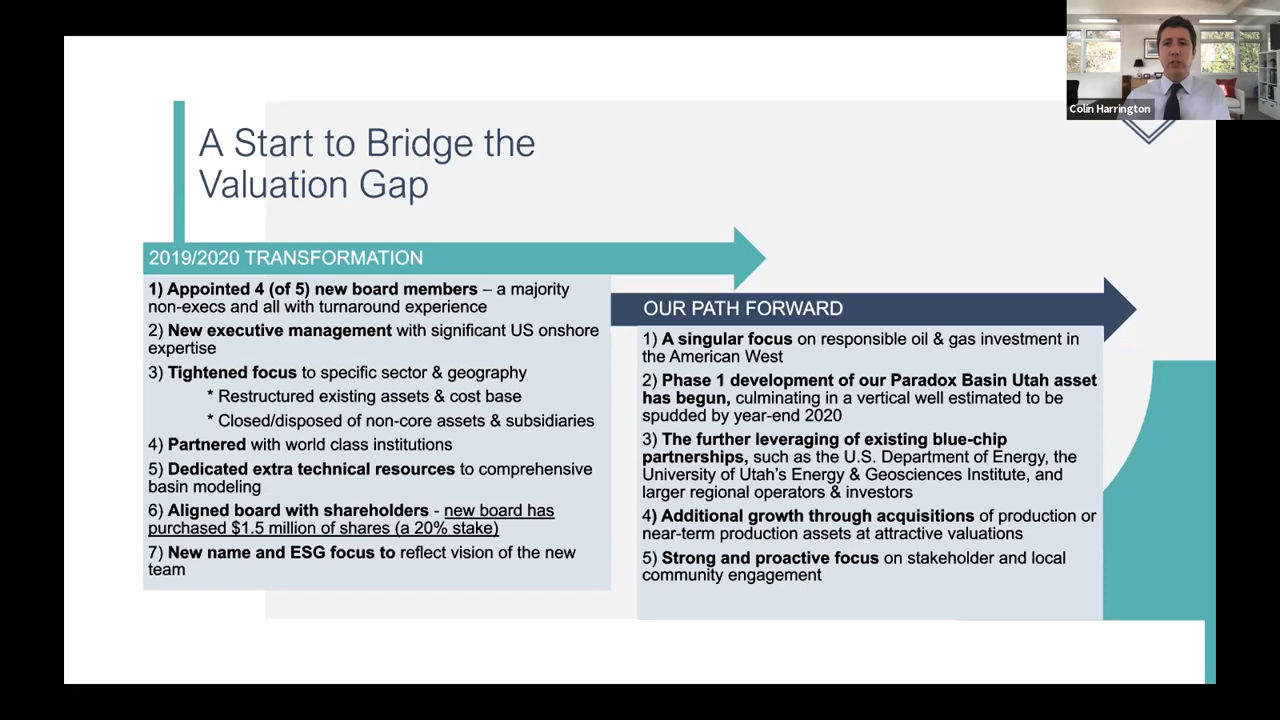 Colin Harrington
A Start to Bridge the
Valuation Gap
2019/2020 TRANSFORMATION
1) Appointed 4 (of 5) new board members – a majority
non-execs and all with turnaround experience
2) New executive management with significant US onshore
expertise
3) Tightened focus to specific sector & geography
* Restructured existing assets & cost base
* Closed/disposed of non-core assets & subsidiaries
4) Partnered with world class institutions
5) Dedicated extra technical resources to comprehensive
basin modeling
6) Aligned board with shareholders - new board has
purchased $1.5 million of shares (a 20% stake)
7) New name and ESG focus to reflect vision of the new
team
OUR PATH FORWARD
1) A singular focus on responsible oil & gas investment in
the American West
2) Phase 1 development of our Paradox Basin Utah asset
has begun, culminating in a vertical well estimated to be
spudded by year-end 2020
3) The further leveraging of existing blue-chip
partnerships, such as the U.S. Department of Energy, the
University of Utah’s Energy & Geosciences Institute, and
larger regional operators & investors
4) Additional growth through acquisitions of production or
near-term production assets at attractive valuations
5) Strong and proactive focus on stakeholder and local
community engagement